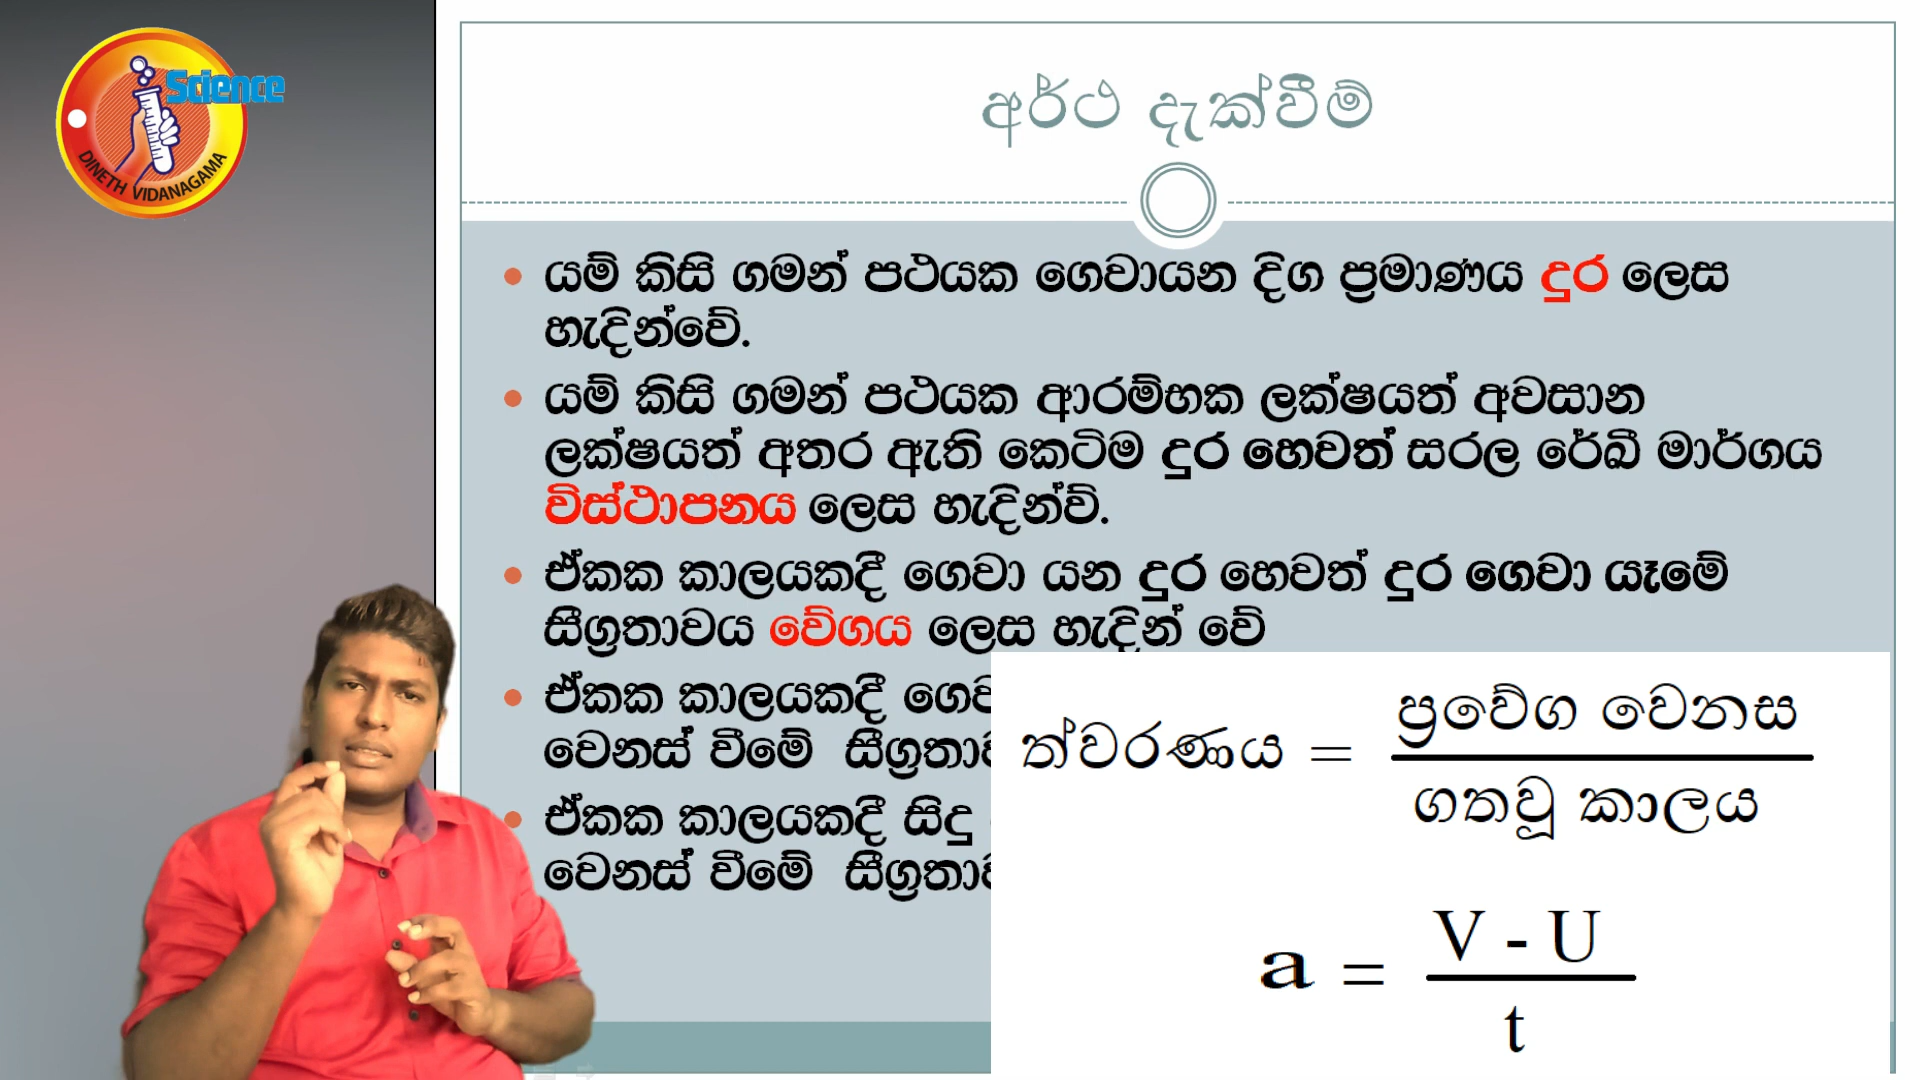 Science
DINETH VIDANAGAMA
අර්ථ දැක්වීම්
• යම් කිසි ගමන් පථයක ගෙවායන දිග ප්‍රමාණය දුර ලෙස
හැදින්වේ.
• යම් කිසි ගමන් පථයක ආරම්භක ලක්ෂයත් අවසාන
ලක්ෂයත් අතර ඇති කෙටිම දුර හෙවත් සරල රේඛී මාර්ගය
විස්ථාපනය ලෙස හැදින්ව්.
• ඒකක කාලයකදී ගෙවා යන දුර හෙවත් දුර ගෙවා යෑමේ
සීග්‍රතාවය වේගය ලෙස හැදින් වේ
• ඒකක කාලයකදී
වෙනස් වීමේ
• ඒකක කාලයකදී සිදු
වෙනස් වීමේ
ත්වරණය = ප්‍රවේග වෙනස
ගතවූ කාලය
a = V - U
t